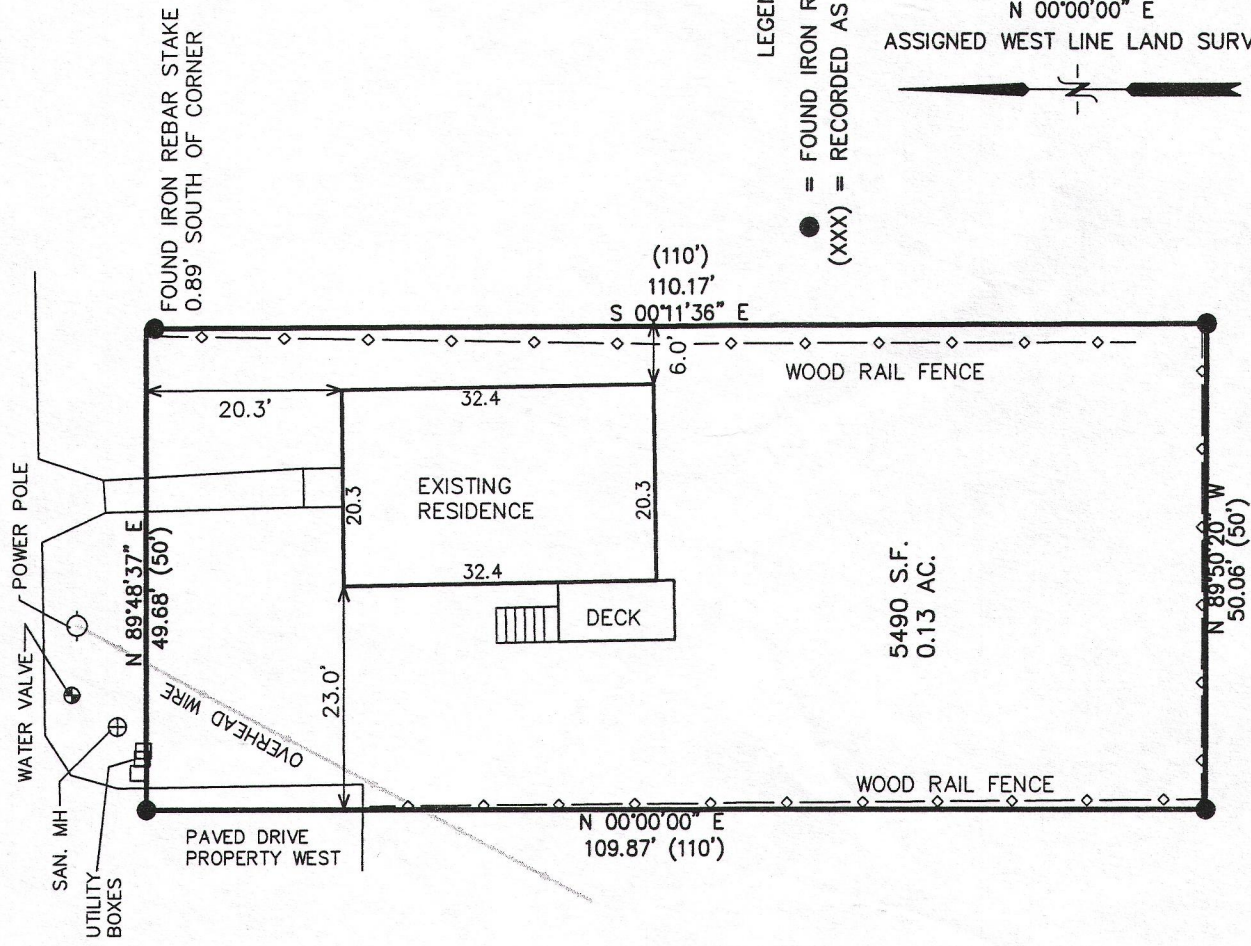 FOUND IRON REBAR STAKE
0.89' SOUTH OF CORNER
LEGEN
● = FOUND IRON R
(XXX) = RECORDED AS
N 00°00'00" E
ASSIGNED WEST LINE LAND SURV
N
POWER POLE
WATER VALVE
SAN. MH
UTILITY
BOXES
N 89°48'37" E
49.68' (50')
OVERHEAD WIRE
PAVED DRIVE
PROPERTY WEST
20.3'
23.0'
20.3
32.4
EXISTING
RESIDENCE
32.4
20.3
DECK
6.0'
(110')
110.17'
S 00°11'36" E
WOOD RAIL FENCE
5490 S.F.
0.13 AC.
WOOD RAIL FENCE
N 00°00'00" E
109.87' (110')
N 89°50'20" W
50.06' (50')